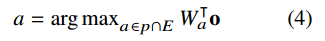 a = arg max_{a∈p∩E} W_a^⊺ o (4)